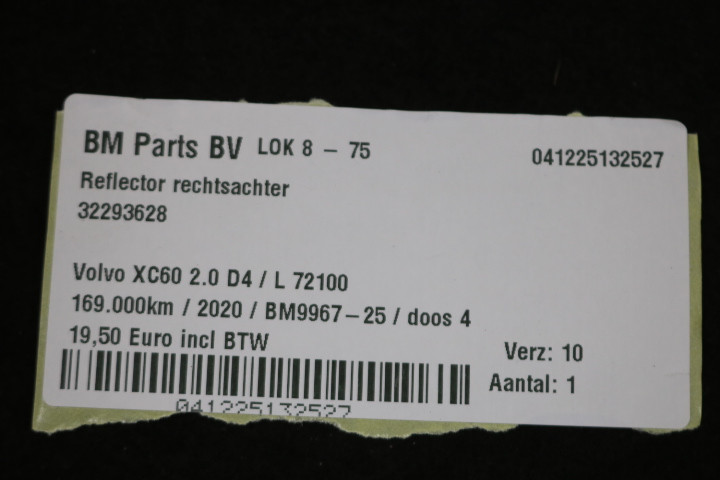 BM Parts BV LOK 8 - 75 041225132527
Reflector rechtsachter
32293628
Volvo XC60 2.0 D4 / L 72100
169.000km / 2020 / BM9967-25 / doos 4
19,50 Euro incl BTW
Verz: 10
Aantal: 1
041225132527